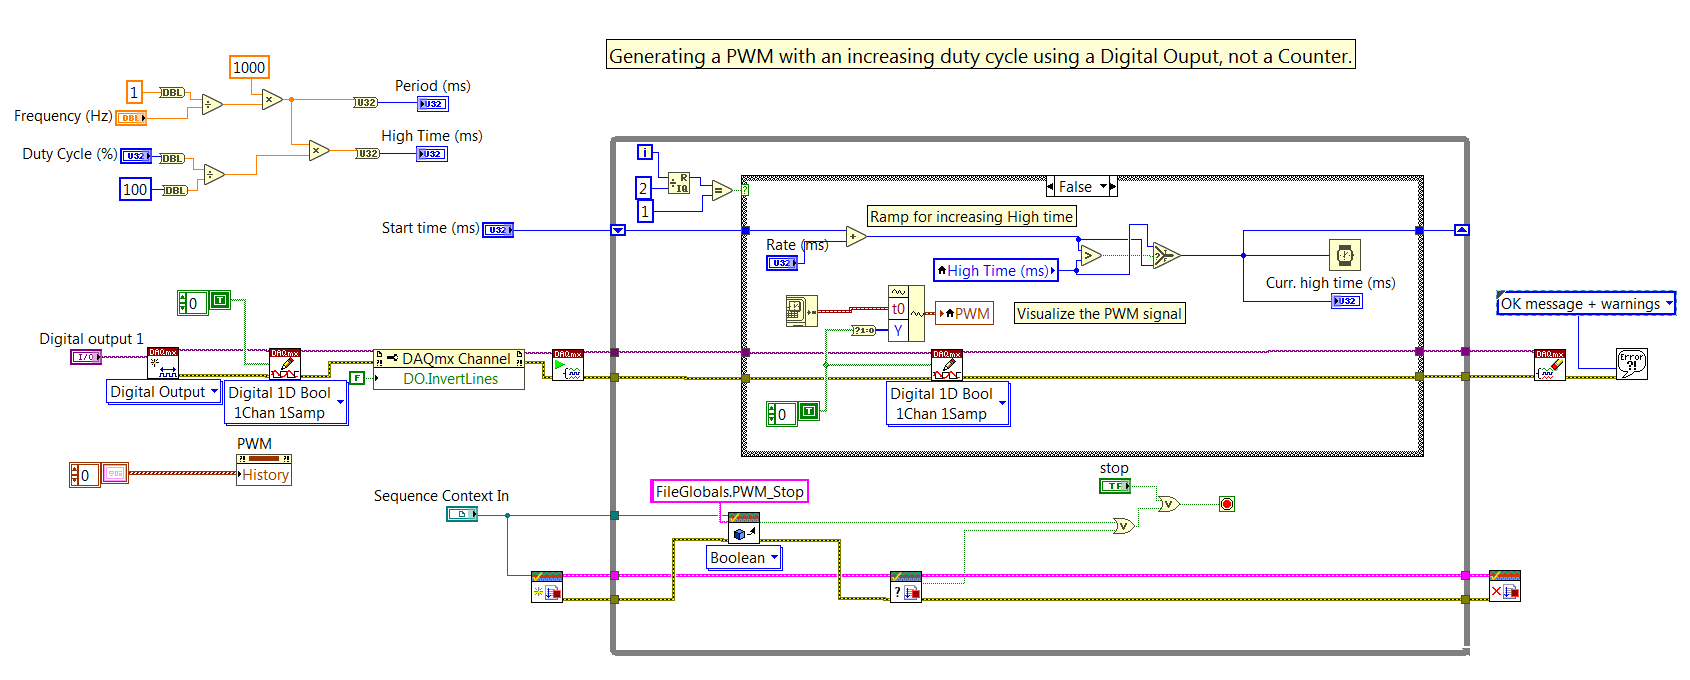 Generating a PWM with an increasing duty cycle using a Digital Ouput, not a Counter.
1000
Period (ms)
1
DBL
U32
U32
Frequency (Hz)
DBL
High Time (ms)
Duty Cycle (%)
U32
DBL
U32
U32
100
DBL
i
2
R
IQ
1
=
?
False
Start time (ms)
U32
Ramp for increasing High time
Rate (ms)
U32
+
>
?
T
F
High Time (ms)
Curr. high time (ms)
U32
0
T
t0
Y
?1:0
PWM
Visualize the PWM signal
OK message + warnings
Digital output 1
I/O
DAQmx
Digital Output
DAQmx
Digital 1D Bool
1Chan 1Samp
F
DAQmx Channel
DO.InvertLines
DAQmx
DAQmx
Digital 1D Bool
1Chan 1Samp
0
T
DAQmx
Error
?!
PWM
0
History
stop
TF
V
V
Sequence Context In
FileGlobals.PWM_Stop
Boolean
?